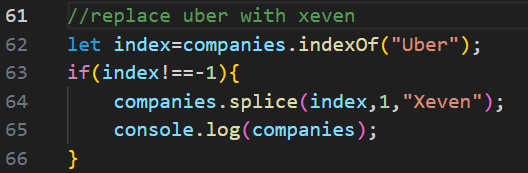 61 //replace uber with xeven
62 let index=companies.indexOf("Uber");
63 if(index!==-1){
64     companies.splice(index,1,"Xeven");
65     console.log(companies);
66 }